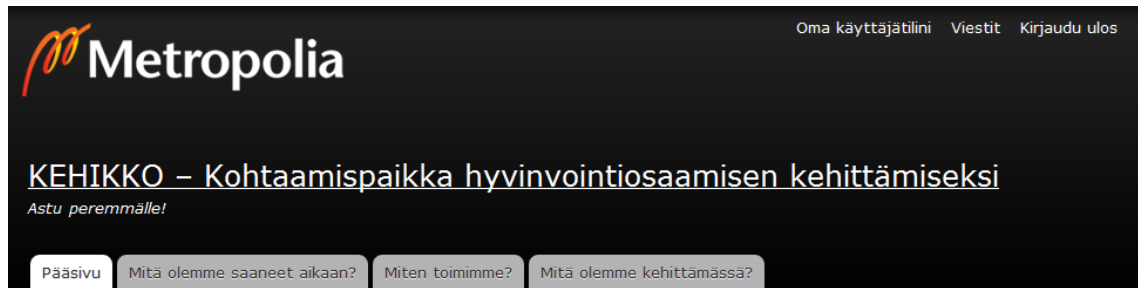 Oma käyttäjätilini Viestit Kirjaudu ulos
Metropolia
KEHIKKO – Kohtaamispaikka hyvinvointiosaamisen kehittämiseksi
Astu peremmälle!
Pääsivu Mitä olemme saaneet aikaan? Miten toimimme? Mitä olemme kehittämässä?